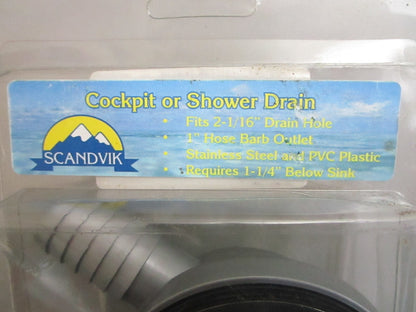 Cockpit or Shower Drain
• Fits 2-1/16" Drain Hole
• 1" Hose Barb Outlet
• Stainless Steel and PVC Plastic
• Requires 1-1/4" Below Sink
SCANDVIK